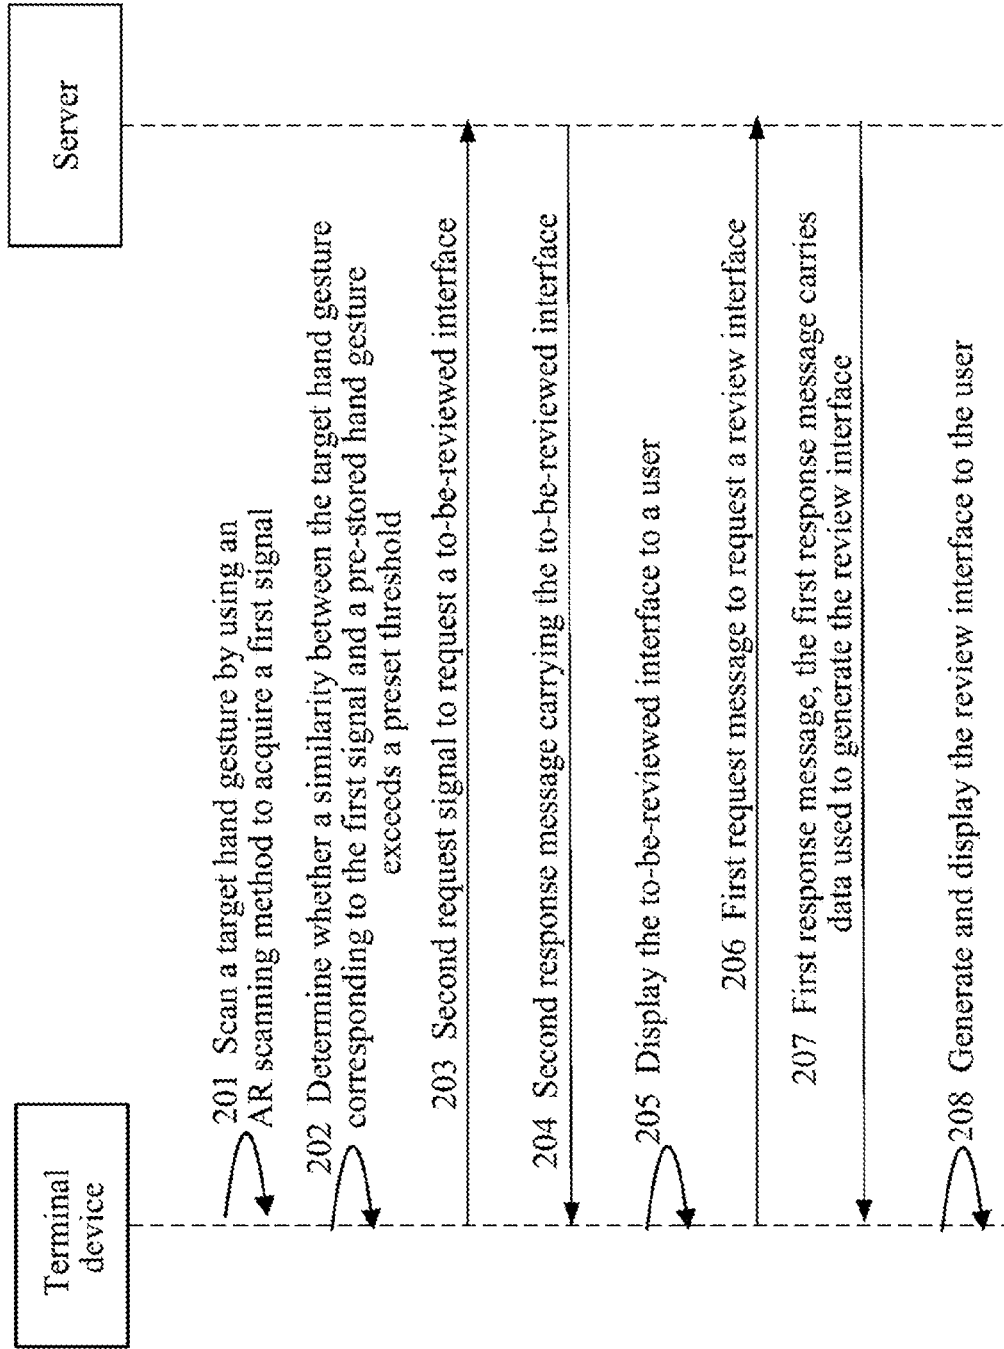 Terminal
device
Server
201 Scan a target hand gesture by using an
AR scanning method to acquire a first signal
202 Determine whether a similarity between the target hand gesture
corresponding to the first signal and a pre-stored hand gesture
exceeds a preset threshold
203 Second request signal to request a to-be-reviewed interface
204 Second response message carrying the to-be-reviewed interface
205 Display the to-be-reviewed interface to a user
206 First request message to request a review interface
207 First response message, the first response message carries
data used to generate the review interface
208 Generate and display the review interface to the user